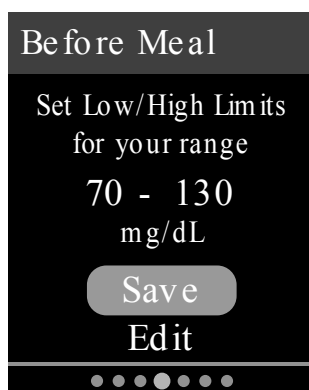 Before Meal
Set Low/High Limits
for your range
70 - 130
mg/dL
Save
Edit